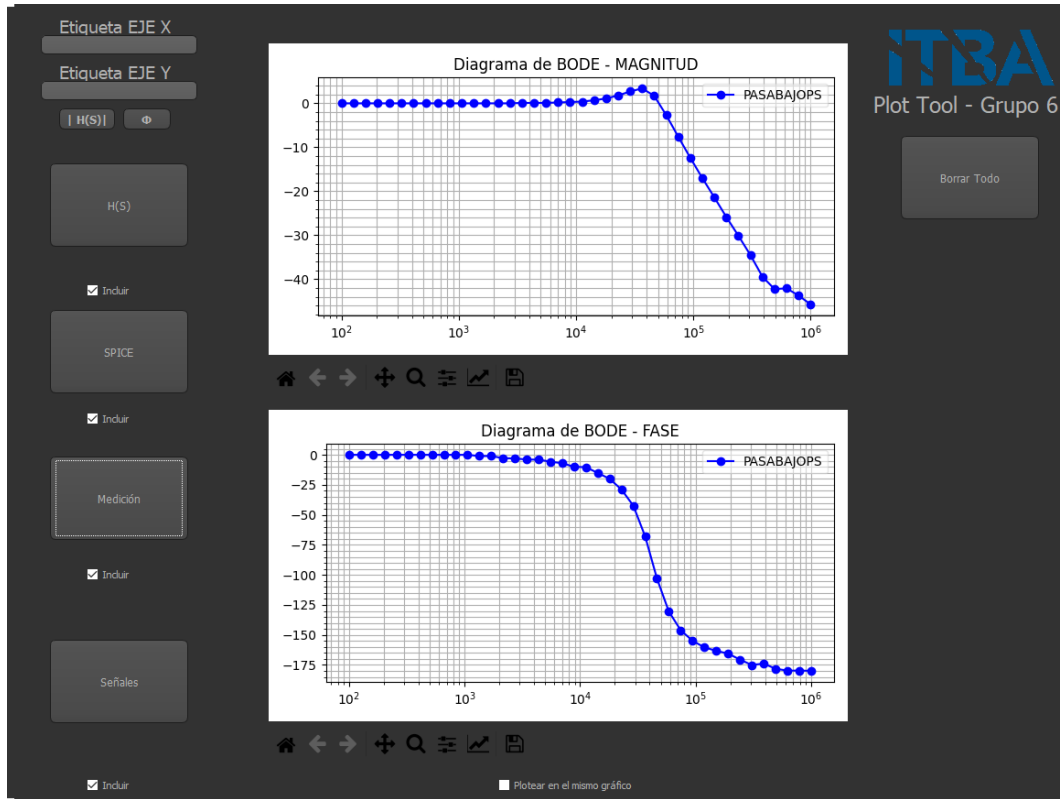 Etiqueta EJE X
Etiqueta EJE Y
| H(S)|
Φ
H(S)
Incluir
SPICE
Incluir
Medición
Incluir
Señales
Incluir
Diagrama de BODE - MAGNITUD
PASABAJOPS
0
−10
−20
−30
−40
10² 10³ 10⁴ 10⁵ 10⁶
Diagrama de BODE - FASE
PASABAJOPS
0
−25
−50
−75
−100
−125
−150
−175
10² 10³ 10⁴ 10⁵ 10⁶
Plotear en el mismo gráfico
iTBA
Plot Tool - Grupo 6
Borrar Todo